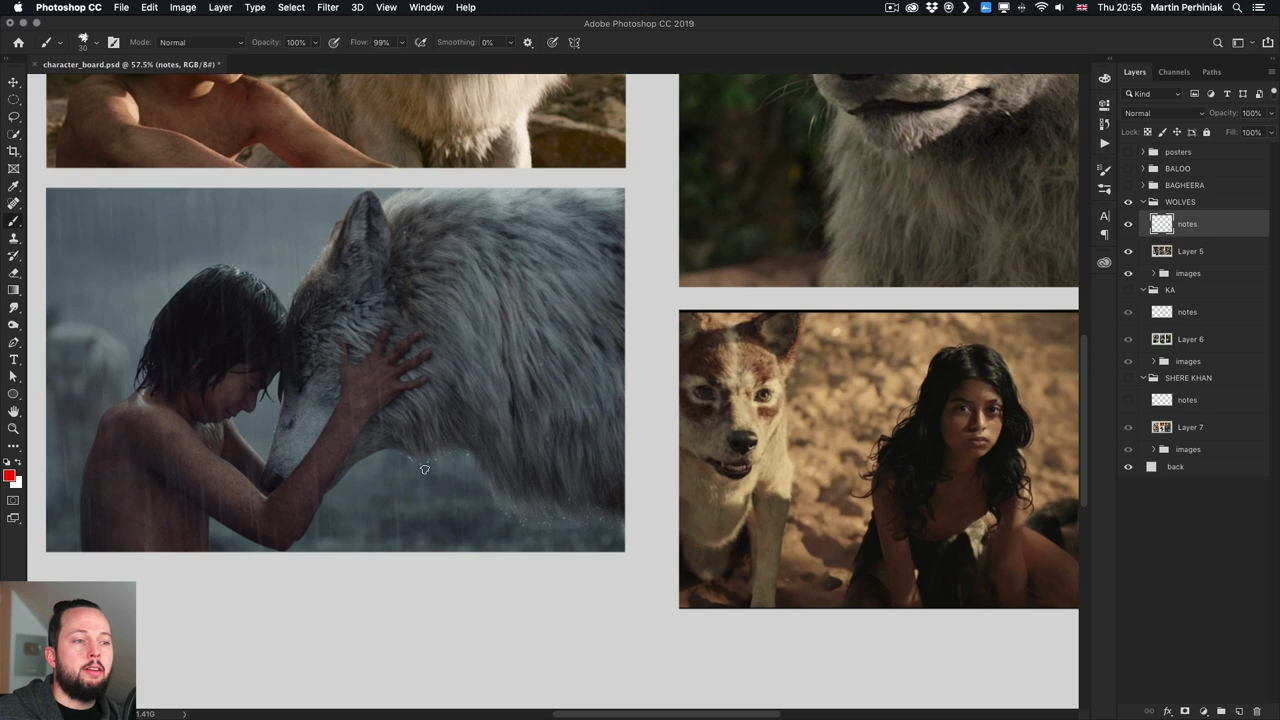 Photoshop CC File Edit Image Layer Type Select Filter 3D View Window Help Thu 20:55 Martin Perhiniak
Adobe Photoshop CC 2019
30 Mode: Normal Opacity: 100% Flow: 99% Smoothing: 0%
character_board.psd @ 57.5% (notes, RGB/8#) *
Layers Channels Paths
Kind
Normal Opacity: 100%
Lock: Fill: 100%
posters
BALOO
BAGHEERA
WOLVES
notes
Layer 5
images
KA
notes
Layer 6
images
SHERE KHAN
notes
Layer 7
images
back
1.41G